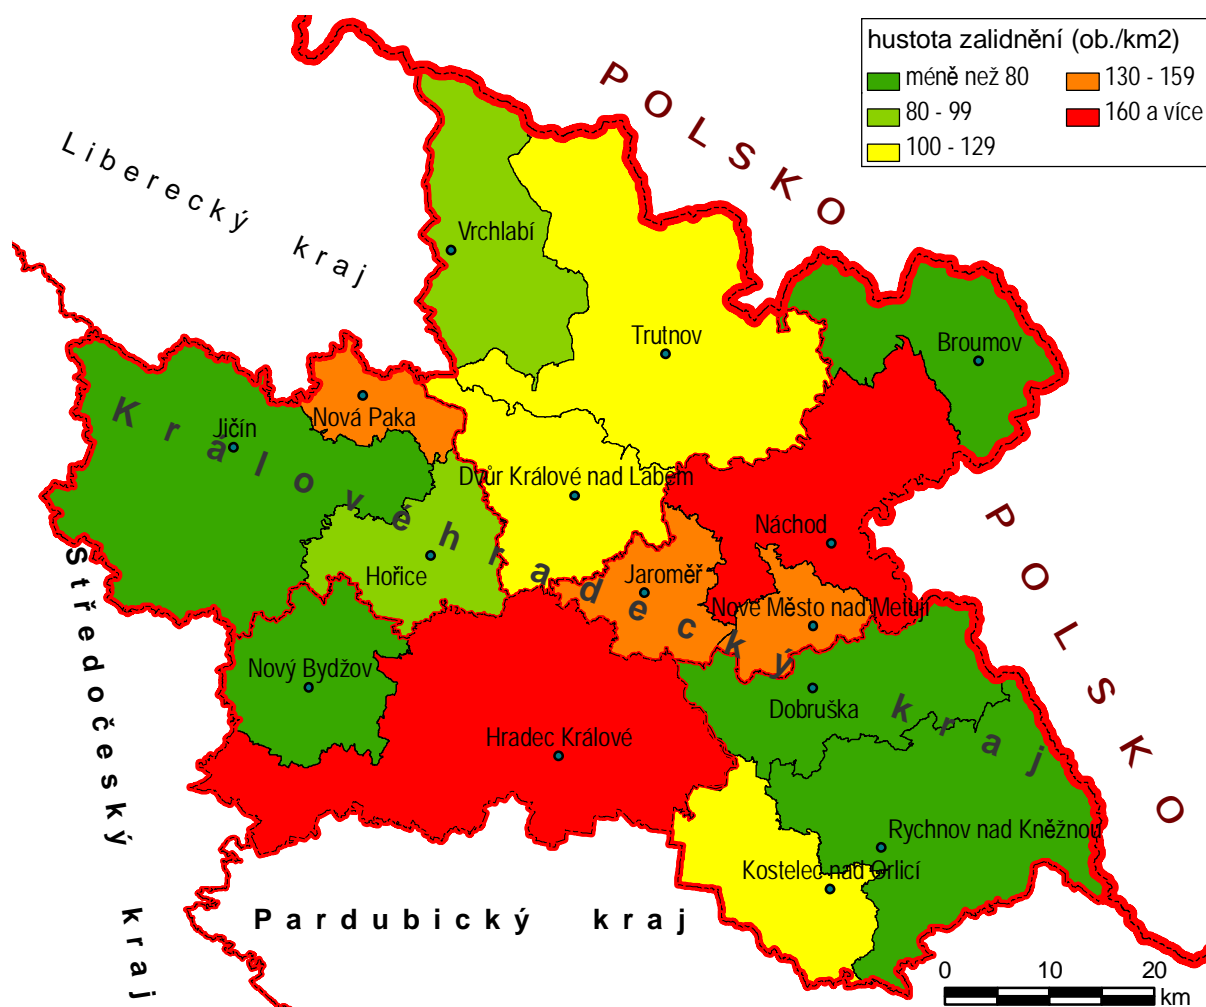 hustota zalidnění (ob./km2)
méně než 80
80 - 99
100 - 129
130 - 159
160 a více
POLSKO
Liberecký kraj
Vrchlabí
Trutnov
Broumov
Nová Paka
Jičín
Královéhradecký kraj
Dvůr Králové nad Labem
POLSKO
Náchod
Hořice
Jaroměř
Nové Město nad Metují
Středočeský kraj
Nový Bydžov
Dobruška
Hradec Králové
Rychnov nad Kněžnou
Kostelec nad Orlicí
Pardubický kraj
0 10 20
km